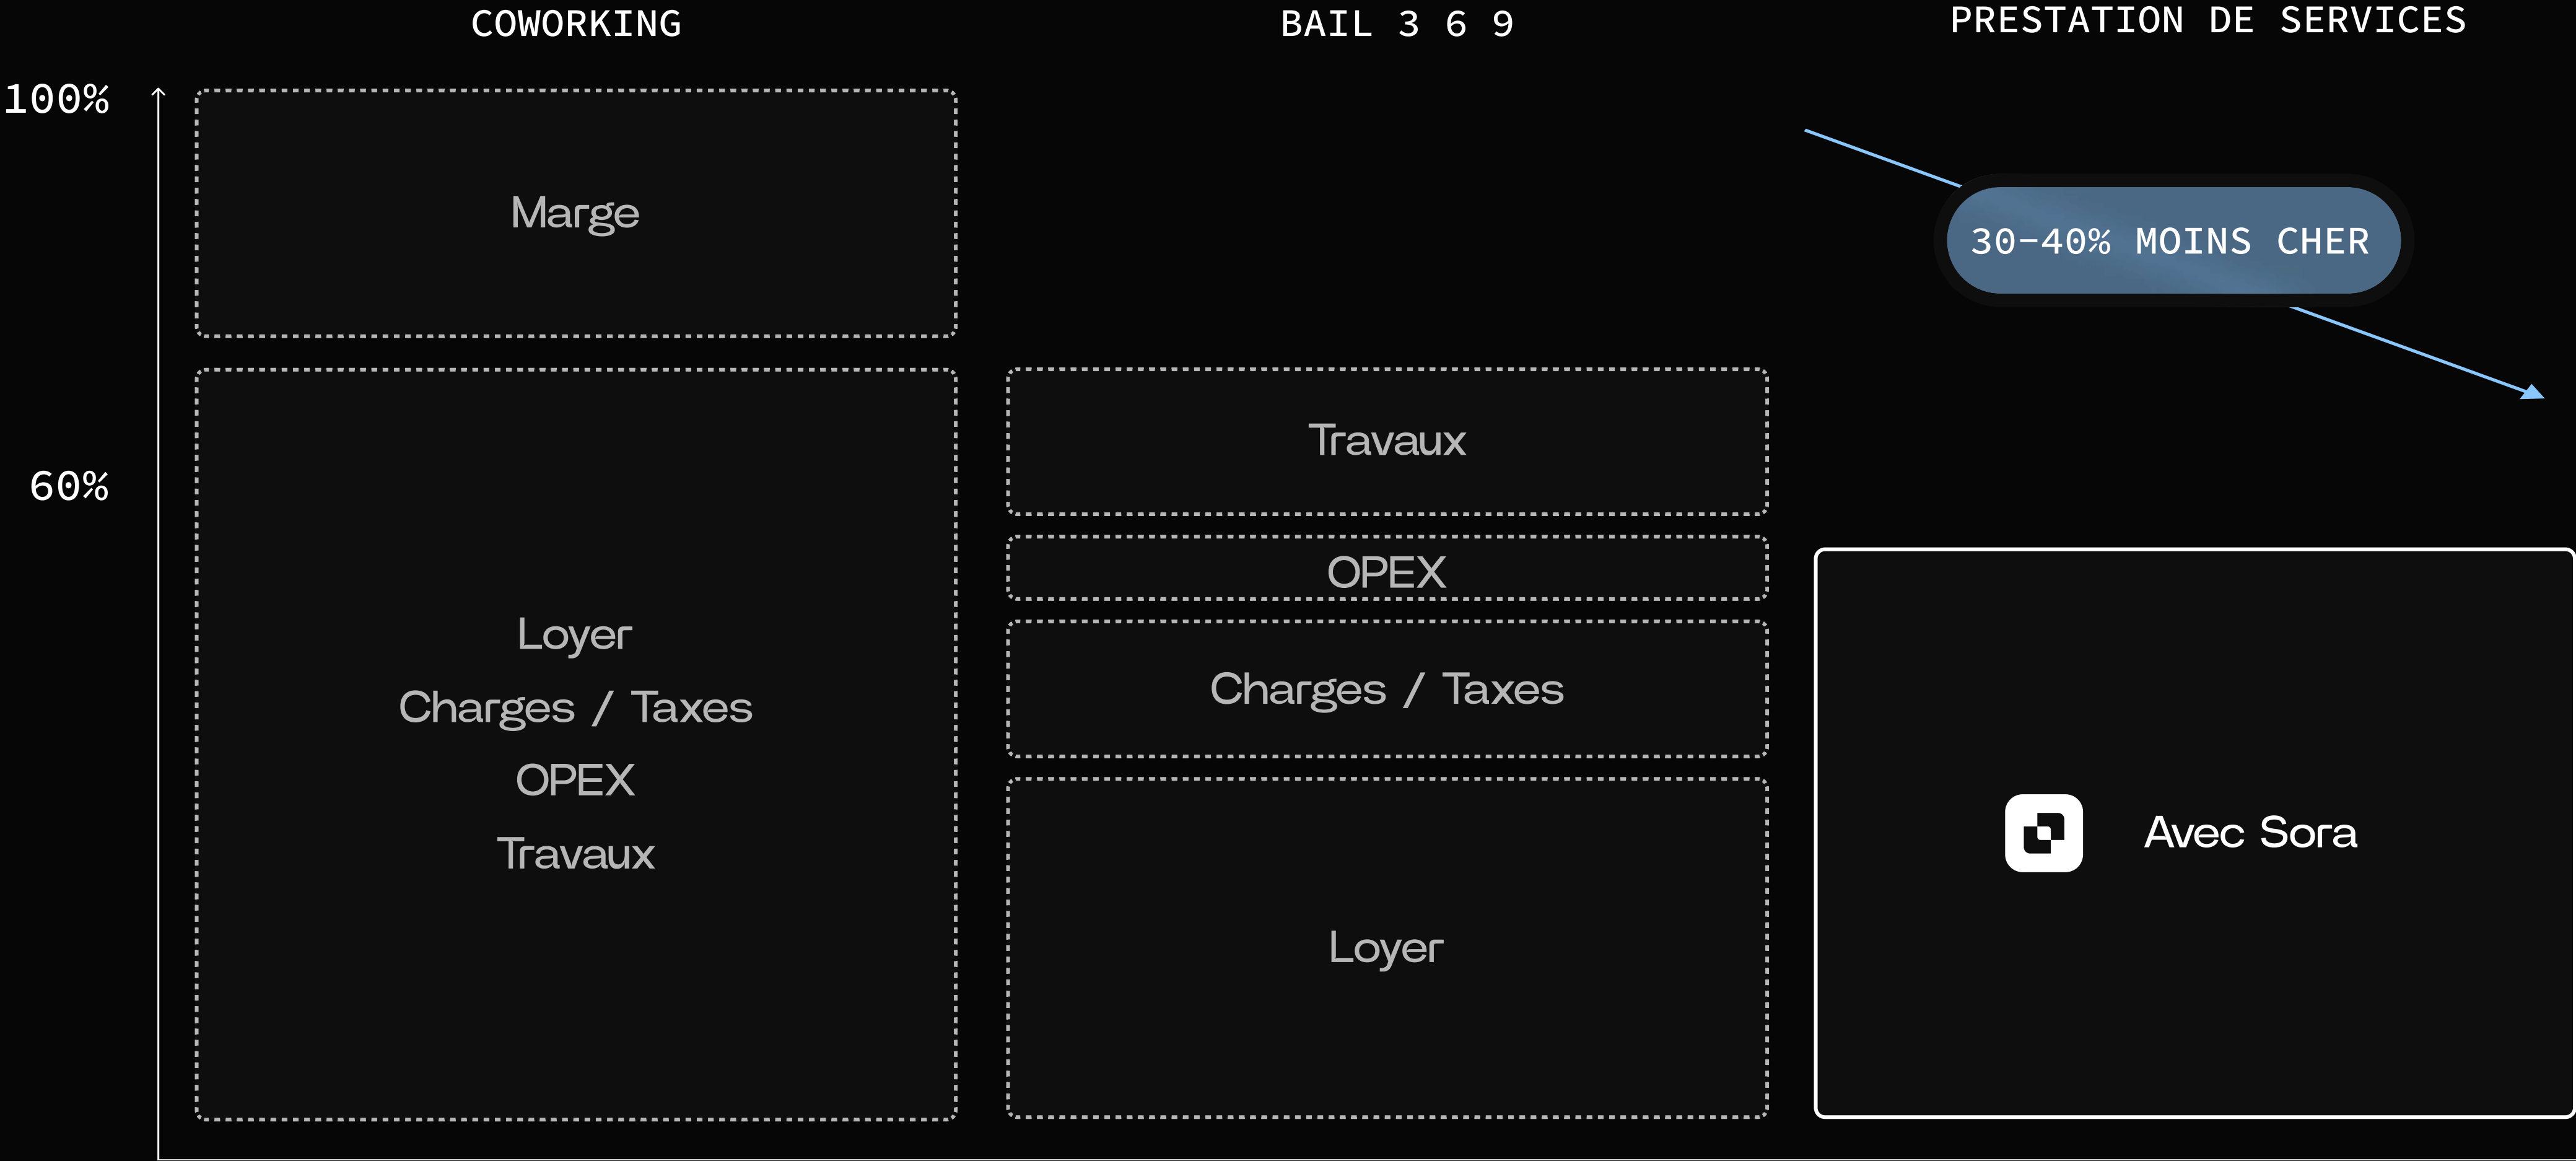 COWORKING
BAIL 3 6 9
PRESTATION DE SERVICES
100%
60%
Marge
Loyer
Charges / Taxes
OPEX
Travaux
Travaux
OPEX
Charges / Taxes
Loyer
30-40% MOINS CHER
Avec Sora